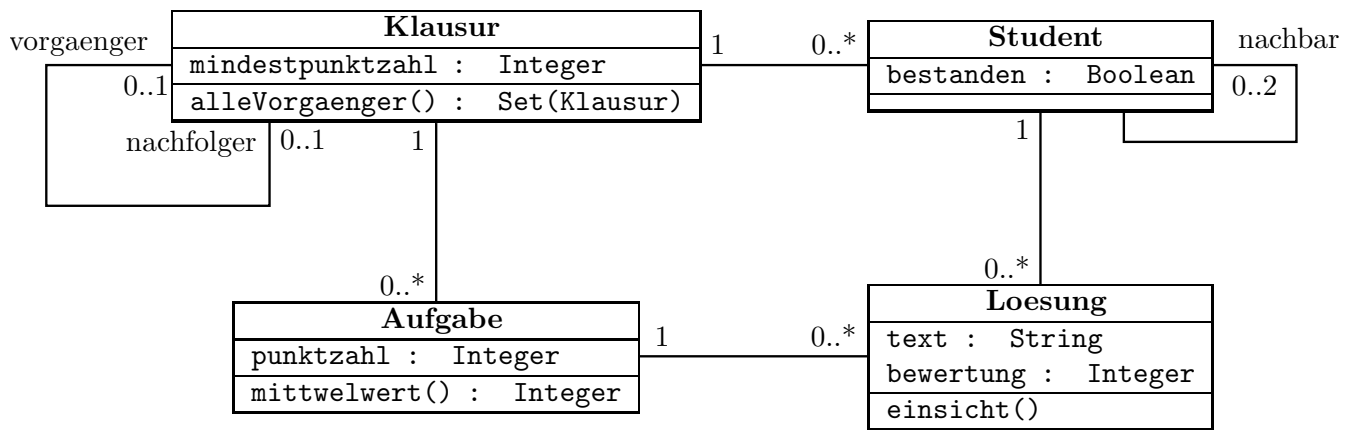 Klausur
mindestpunktzahl : Integer
alleVorgaenger() : Set(Klausur)
vorgaenger
0..1
nachfolger
0..1
1
0..*
Student
bestanden : Boolean
nachbar
0..2
1
0..*
1
0..*
Aufgabe
punktzahl : Integer
mittwelwert() : Integer
1
0..*
Loesung
text : String
bewertung : Integer
einsicht()